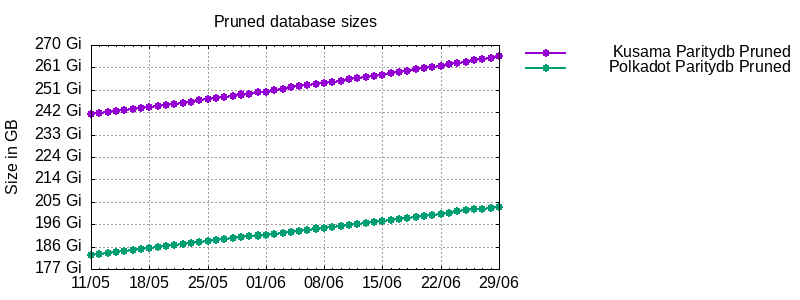 Pruned database sizes
Kusama Paritydb Pruned
Polkadot Paritydb Pruned
Size in GB
270 Gi
261 Gi
251 Gi
242 Gi
233 Gi
224 Gi
214 Gi
205 Gi
196 Gi
186 Gi
177 Gi
11/05 18/05 25/05 01/06 08/06 15/06 22/06 29/06